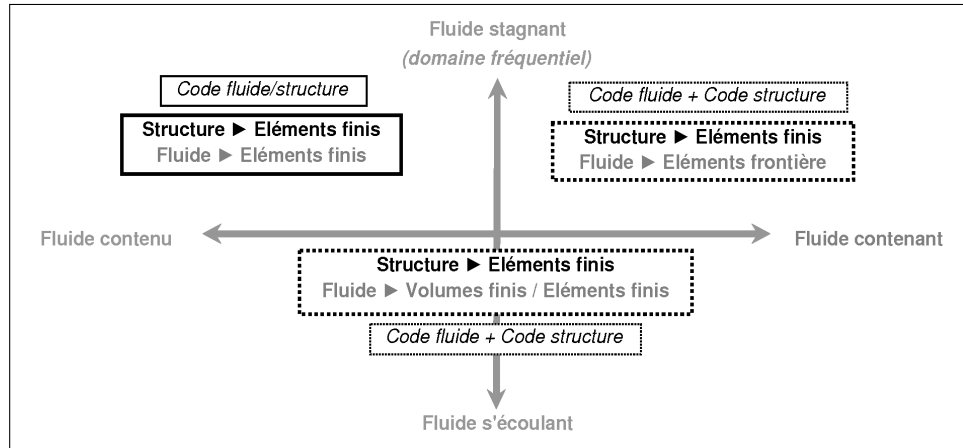 Fluide stagnant
(domaine fréquentiel)
Code fluide/structure
Structure ► Eléments finis
Fluide ► Eléments finis
Code fluide + Code structure
Structure ► Eléments finis
Fluide ► Eléments frontière
Fluide contenu
Fluide contenant
Structure ► Eléments finis
Fluide ► Volumes finis / Eléments finis
Code fluide + Code structure
Fluide s'écoulant